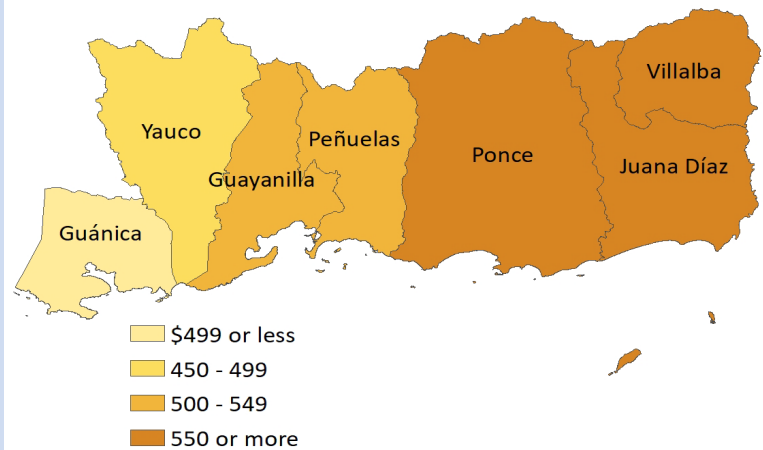 Villalba
Yauco
Peñuelas
Ponce
Juana Díaz
Guayanilla
Guánica
$499 or less
450 - 499
500 - 549
550 or more